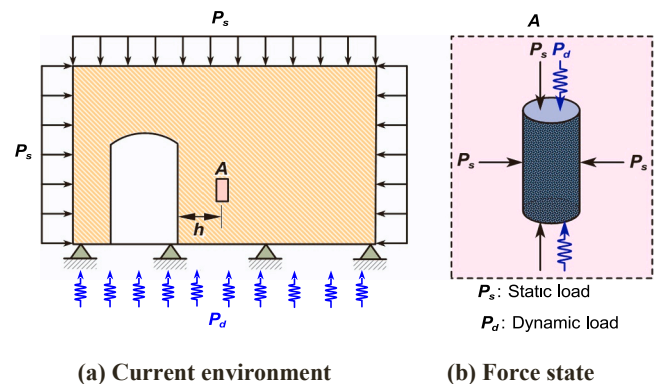 P_s
P_s
A
h
P_d
(a) Current environment
A
P_s P_d
P_s
P_s
P_s: Static load
P_d: Dynamic load
(b) Force state